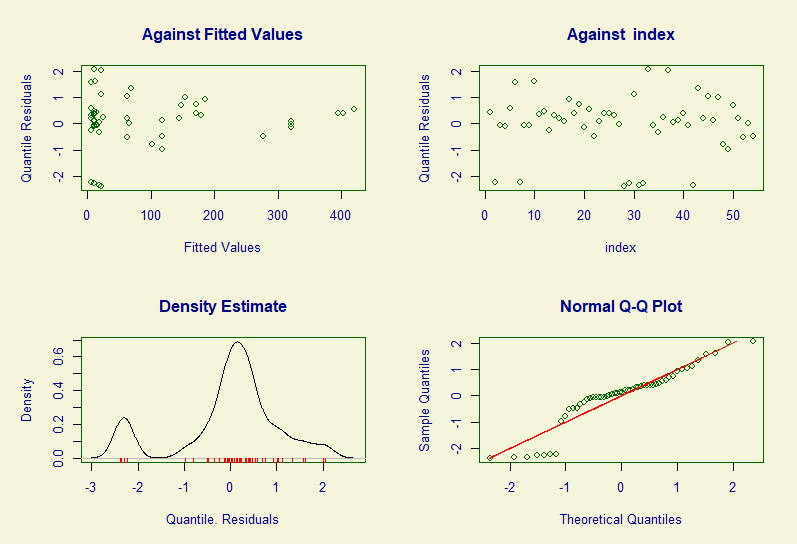 Against Fitted Values
Quantile Residuals
2
1
0
-1
-2
0 100 200 300 400
Fitted Values
Against index
Quantile Residuals
2
1
0
-1
-2
0 10 20 30 40 50
index
Density Estimate
Density
0.6
0.4
0.2
0.0
-3 -2 -1 0 1 2
Quantile. Residuals
Normal Q-Q Plot
Sample Quantiles
2
1
0
-1
-2
-2 -1 0 1 2
Theoretical Quantiles